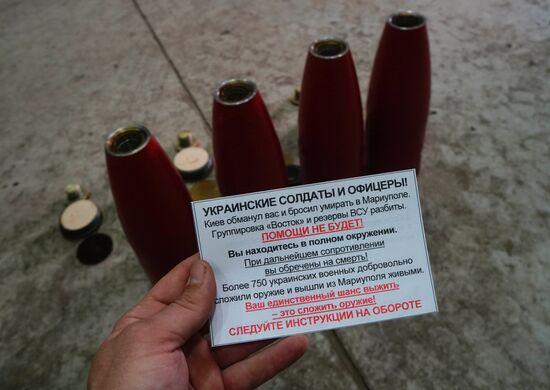 УКРАИНСКИЕ СОЛДАТЫ И ОФИЦЕРЫ!
Киев обманул вас и бросил умирать в Мариуполе.
Группировка «Восток» и резервы ВСУ разбиты.
ПОМОЩИ НЕ БУДЕТ!
Вы находитесь в полном окружении.
При дальнейшем сопротивлении
вы обречены на смерть!
Более 750 украинских военных добровольно
сложили оружие и вышли из Мариуполя живыми.
Ваш единственный шанс выжить
– это сложить оружие!
СЛЕДУЙТЕ ИНСТРУКЦИИ НА ОБОРОТЕ